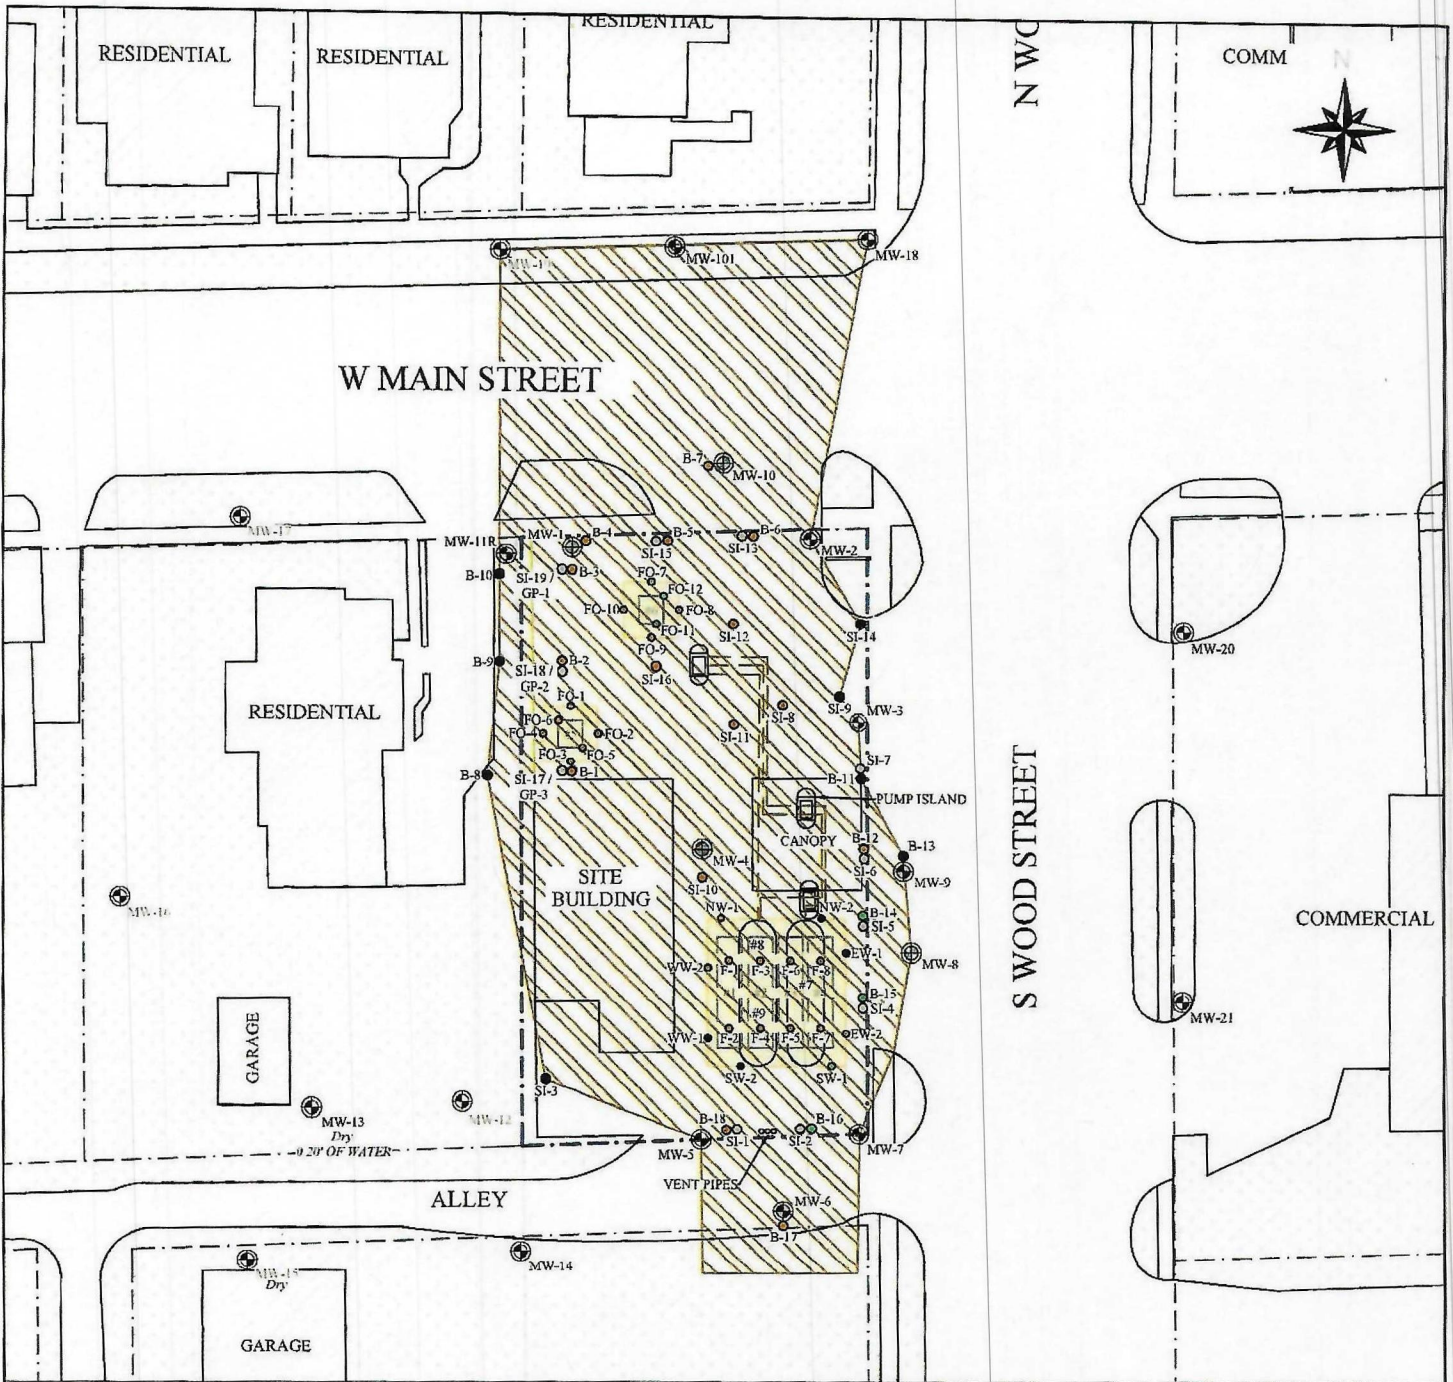 RESIDENTIAL
RESIDENTIAL
RESIDENTIAL
N WO
COMM
N
MW-101
MW-18
W MAIN STREET
B-7
MW-10
MW-17
MW-11R
MW-1
B-4
B-5
B-6
SI-15
SI-13
MW-2
B-10
SI-19 /
GP-1
B-3
FO-7
FO-12
FO-10
FO-8
FO-11
FO-9
SI-12
SI-14
MW-20
B-9
B-2
SI-18 /
GP-2
SI-16
RESIDENTIAL
FO-1
FO-6
FO-4
FO-2
FO-3
FO-5
SI-11
SI-8
SI-9
MW-3
B-8
SI-17 /
GP-3
B-1
SI-7
B-11
PUMP ISLAND
CANOPY
MW-4
SI-10
B-12
SI-6
B-13
MW-9
SITE
BUILDING
MW-16
NW-1
NW-2
B-14
SI-5
COMMERCIAL
#8
EW-1
MW-8
WW-2
F-1
F-3
F-6
F-8
#7
B-15
SI-4
S WOOD STREET
MW-21
#9
WW-1
F-2
F-4
F-5
F-7
EW-2
GARAGE
SW-2
SW-1
SI-3
MW-13
Dry
0.20' OF WATER
MW-12
B-18
SI-1
SI-2
B-16
MW-5
MW-7
VENT PIPES
ALLEY
MW-6
B-17
MW-14
MW-15
Dry
GARAGE